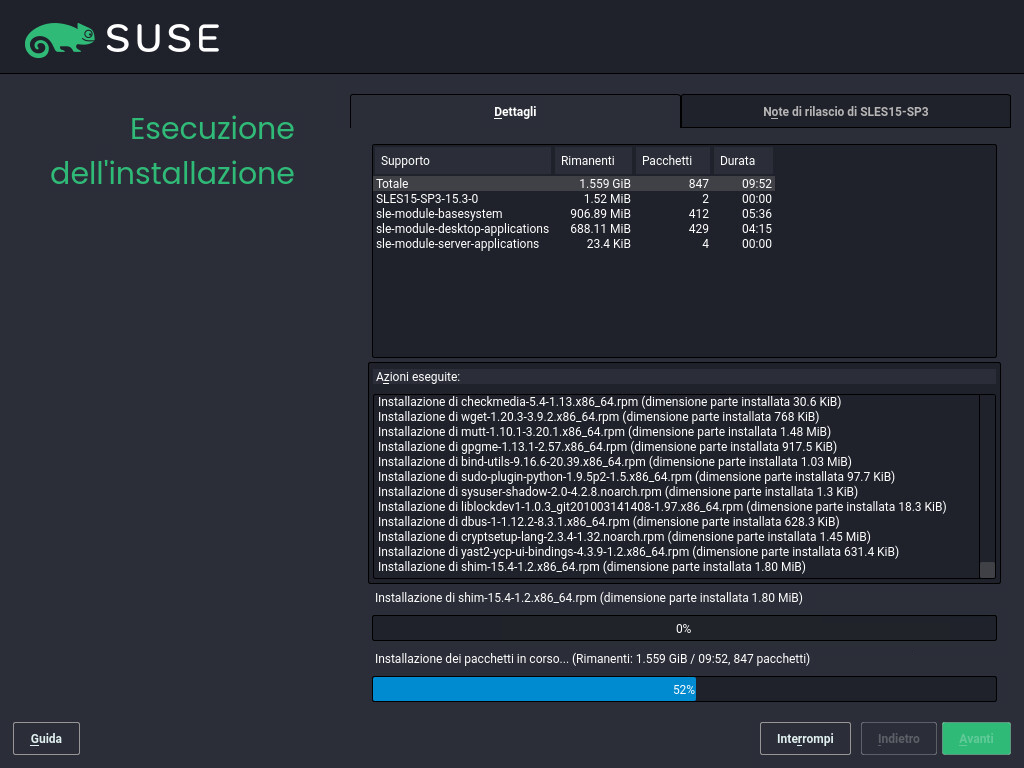 SUSE
Esecuzione
dell'installazione
Dettagli
Note di rilascio di SLES15-SP3
Supporto Rimanenti Pacchetti Durata
Totale 1.559 GiB 847 09:52
SLES15-SP3-15.3-0 1.52 MiB 2 00:00
sle-module-basesystem 906.89 MiB 412 05:36
sle-module-desktop-applications 688.11 MiB 429 04:15
sle-module-server-applications 23.4 KiB 4 00:00
Azioni eseguite:
Installazione di checkmedia-5.4-1.13.x86_64.rpm (dimensione parte installata 30.6 KiB)
Installazione di wget-1.20.3-3.9.2.x86_64.rpm (dimensione parte installata 768 KiB)
Installazione di mutt-1.10.1-3.20.1.x86_64.rpm (dimensione parte installata 1.48 MiB)
Installazione di gpgme-1.13.1-2.57.x86_64.rpm (dimensione parte installata 917.5 KiB)
Installazione di bind-utils-9.16.6-20.39.x86_64.rpm (dimensione parte installata 1.03 MiB)
Installazione di sudo-plugin-python-1.9.5p2-1.5.x86_64.rpm (dimensione parte installata 97.7 KiB)
Installazione di sysuser-shadow-2.0-4.2.8.noarch.rpm (dimensione parte installata 1.3 KiB)
Installazione di liblockdev1-1.0.3_git201003141408-1.97.x86_64.rpm (dimensione parte installata 18.3 KiB)
Installazione di dbus-1-1.12.2-8.3.1.x86_64.rpm (dimensione parte installata 628.3 KiB)
Installazione di cryptsetup-lang-2.3.4-1.32.noarch.rpm (dimensione parte installata 1.45 MiB)
Installazione di yast2-ycp-ui-bindings-4.3.9-1.2.x86_64.rpm (dimensione parte installata 631.4 KiB)
Installazione di shim-15.4-1.2.x86_64.rpm (dimensione parte installata 1.80 MiB)
Installazione di shim-15.4-1.2.x86_64.rpm (dimensione parte installata 1.80 MiB)
0%
Installazione dei pacchetti in corso... (Rimanenti: 1.559 GiB / 09:52, 847 pacchetti)
52%
Guida
Interrompi
Indietro
Avanti